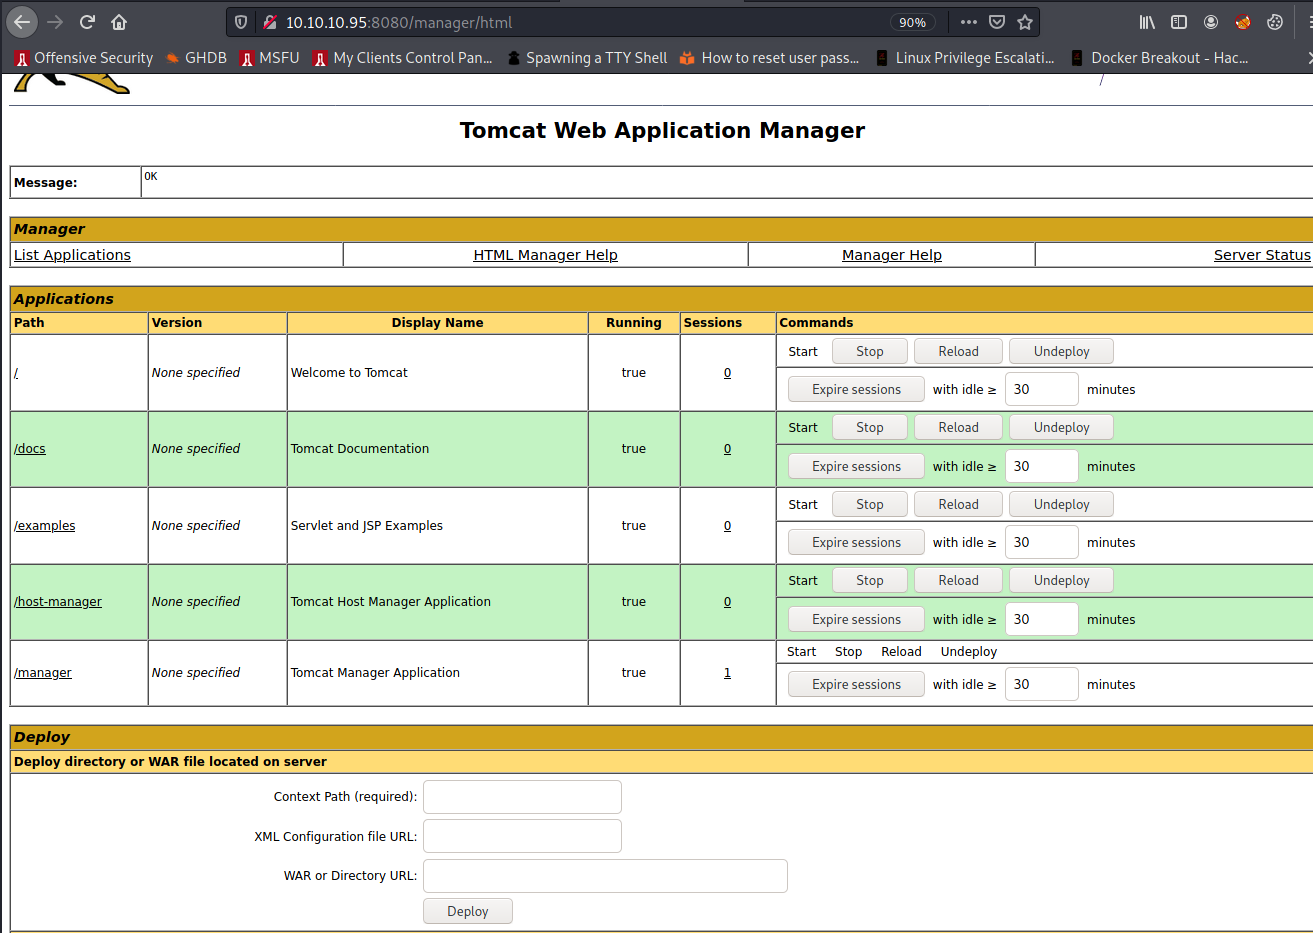 10.10.10.95:8080/manager/html 90%
Offensive Security GHDB MSFU My Clients Control Pan... Spawning a TTY Shell How to reset user pass... Linux Privilege Escalati... Docker Breakout - Hac...
Tomcat Web Application Manager
Message: OK
Manager
List Applications HTML Manager Help Manager Help Server Status
Applications
Path Version Display Name Running Sessions Commands
/ None specified Welcome to Tomcat true 0 Start Stop Reload Undeploy
Expire sessions with idle ≥ 30 minutes
/docs None specified Tomcat Documentation true 0 Start Stop Reload Undeploy
Expire sessions with idle ≥ 30 minutes
/examples None specified Servlet and JSP Examples true 0 Start Stop Reload Undeploy
Expire sessions with idle ≥ 30 minutes
/host-manager None specified Tomcat Host Manager Application true 0 Start Stop Reload Undeploy
Expire sessions with idle ≥ 30 minutes
/manager None specified Tomcat Manager Application true 1 Start Stop Reload Undeploy
Expire sessions with idle ≥ 30 minutes
Deploy
Deploy directory or WAR file located on server
Context Path (required):
XML Configuration file URL:
WAR or Directory URL:
Deploy